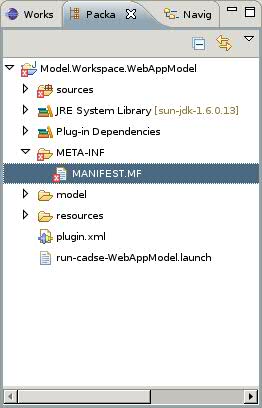 Works Packa Navig
Model.Workspace.WebAppModel
sources
JRE System Library [sun-jdk-1.6.0.13]
Plug-in Dependencies
META-INF
MANIFEST.MF
model
resources
plugin.xml
run-cadse-WebAppModel.launch